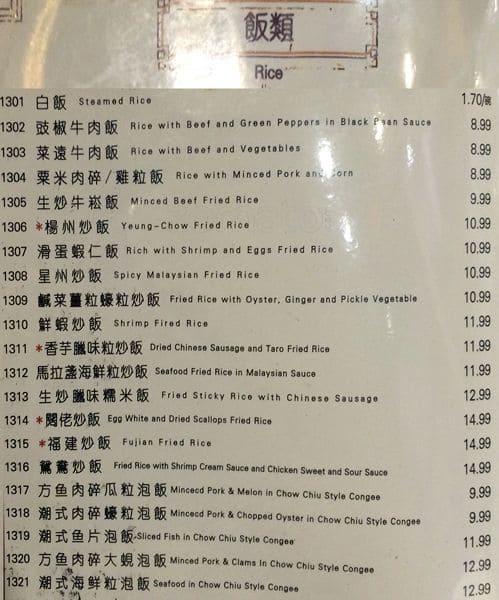 飯類
Rice
1301 白飯 Steamed Rice 1.70/碗
1302 豉椒牛肉飯 Rice with Beef and Green Peppers in Black Bean Sauce 8.99
1303 菜遠牛肉飯 Rice with Beef and Vegetables 8.99
1304 粟米肉碎/雞粒飯 Rice with Minced Pork and Corn 8.99
1305 生炒牛崧飯 Minced Beef Fried Rice 9.99
1306 *楊州炒飯 Yeung-Chow Fried Rice 10.99
1307 滑蛋蝦仁飯 Rich with Shrimp and Eggs Fried Rice 10.99
1308 星州炒飯 Spicy Malaysian Fried Rice 10.99
1309 鹹菜薑粒蠔粒炒飯 Fried Rice with Oyster, Ginger and Pickle Vegetable 10.99
1310 鮮蝦炒飯 Shrimp Fired Rice 11.99
1311 *香芋臘味粒炒飯 Dried Chinese Sausage and Taro Fried Rice 11.99
1312 馬拉盞海鮮粒炒飯 Seafood Fried Rice in Malaysian Sauce 11.99
1313 生炒臘味糯米飯 Fried Sticky Rice with Chinese Sausage 12.99
1314 *闊佬炒飯 Egg White and Dried Scallops Fried Rice 14.99
1315 *福建炒飯 Fujian Fried Rice 14.99
1316 鴛鴦炒飯 Fried Rice with Shrimp Cream Sauce and Chicken Sweet and Sour Sauce 14.99
1317 方鱼肉碎瓜粒泡飯 Mincecd Pork & Melon in Chow Chiu Style Congee 9.99
1318 潮式肉碎蠔粒泡飯 Mincecd Pork & Chopped Oyster in Chow Chiu Style Congee 9.99
1319 潮式鱼片泡飯 Sliced Fish in Chow Chiu Style Congee 11.99
1320 方鱼肉碎大蜆泡飯 Minced Pork & Clams In Chow Chiu Style Congee 12.99
1321 潮式海鮮粒泡飯 Seafood in Chow Chiu Style Congee 12.99